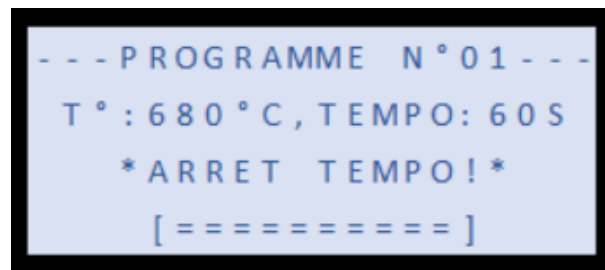 ---PROGRAMME N°01---
T°:680°C,TEMPO:60S
*ARRET TEMPO!*
[==========]